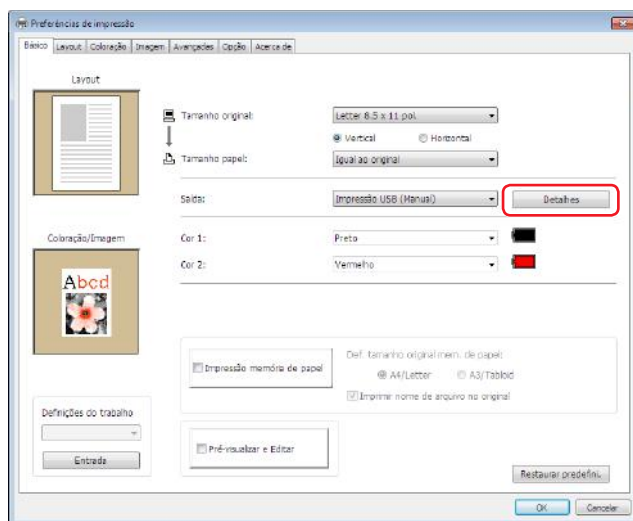 Preferências de impressão
Básico Layout Coloração Imagem Avançades Opção Acerca de
Layout
Tamanho original: Letter 8.5 x 11 pol.
Vertical Horizontal
Tamanho papel: Igual ao original
Saída: Impressão USB (Manual) Detalhes
Coloração/Imagem
Cor 1: Preto
Cor 2: Vermelho
Abcd
Impressão memória de papel
Def. tamanho original mem. de papel:
A4/Letter A3/Tabloid
Imprimir nome de arquivo no original
Definições do trabalho
Entrada
Pré-visualizar e Editar
Restaurar predefini.
OK Cancelar